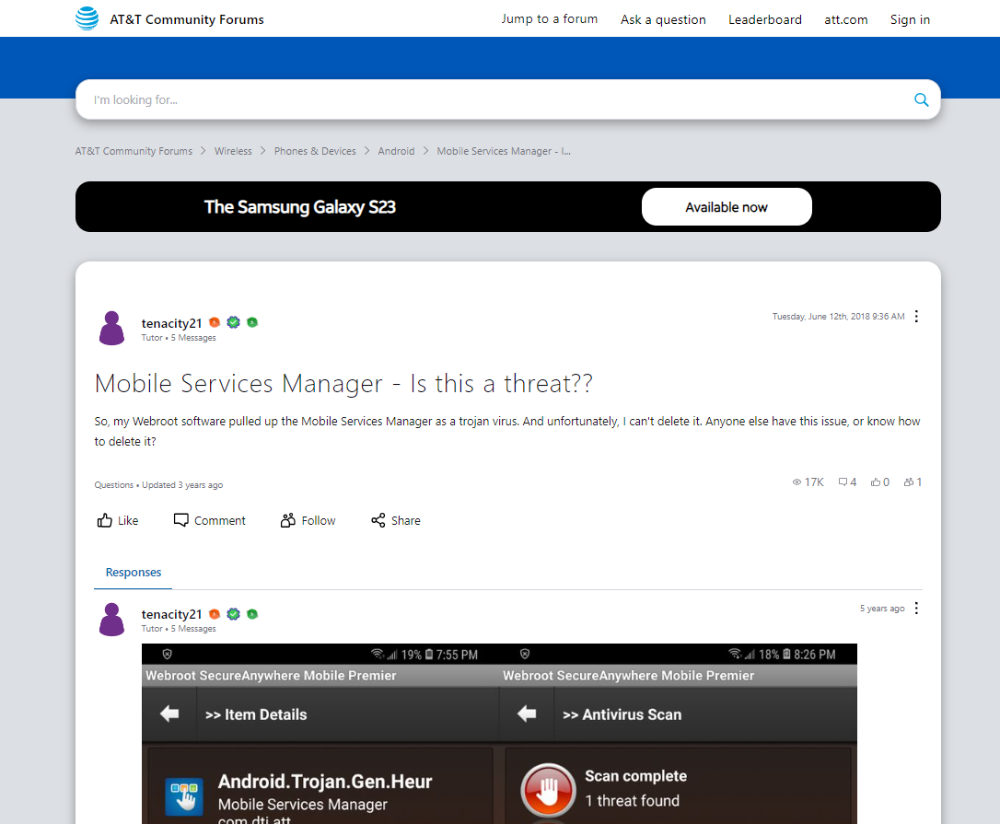 AT&T Community Forums
Jump to a forum
Ask a question
Leaderboard
att.com
Sign in
I'm looking for...
AT&T Community Forums > Wireless > Phones & Devices > Android > Mobile Services Manager - I...
The Samsung Galaxy S23
Available now
tenacity21
Tutor • 5 Messages
Tuesday, June 12th, 2018 9:36 AM
Mobile Services Manager - Is this a threat??
So, my Webroot software pulled up the Mobile Services Manager as a trojan virus. And unfortunately, I can't delete it. Anyone else have this issue, or know how
to delete it?
Questions • Updated 3 years ago
17K
4
0
1
Like
Comment
Follow
Share
Responses
tenacity21
Tutor • 5 Messages
5 years ago
19% 7:55 PM
Webroot SecureAnywhere Mobile Premier
>> Item Details
Android.Trojan.Gen.Heur
Mobile Services Manager
com.dti.att
18% 8:26 PM
Webroot SecureAnywhere Mobile Premier
>> Antivirus Scan
Scan complete
1 threat found